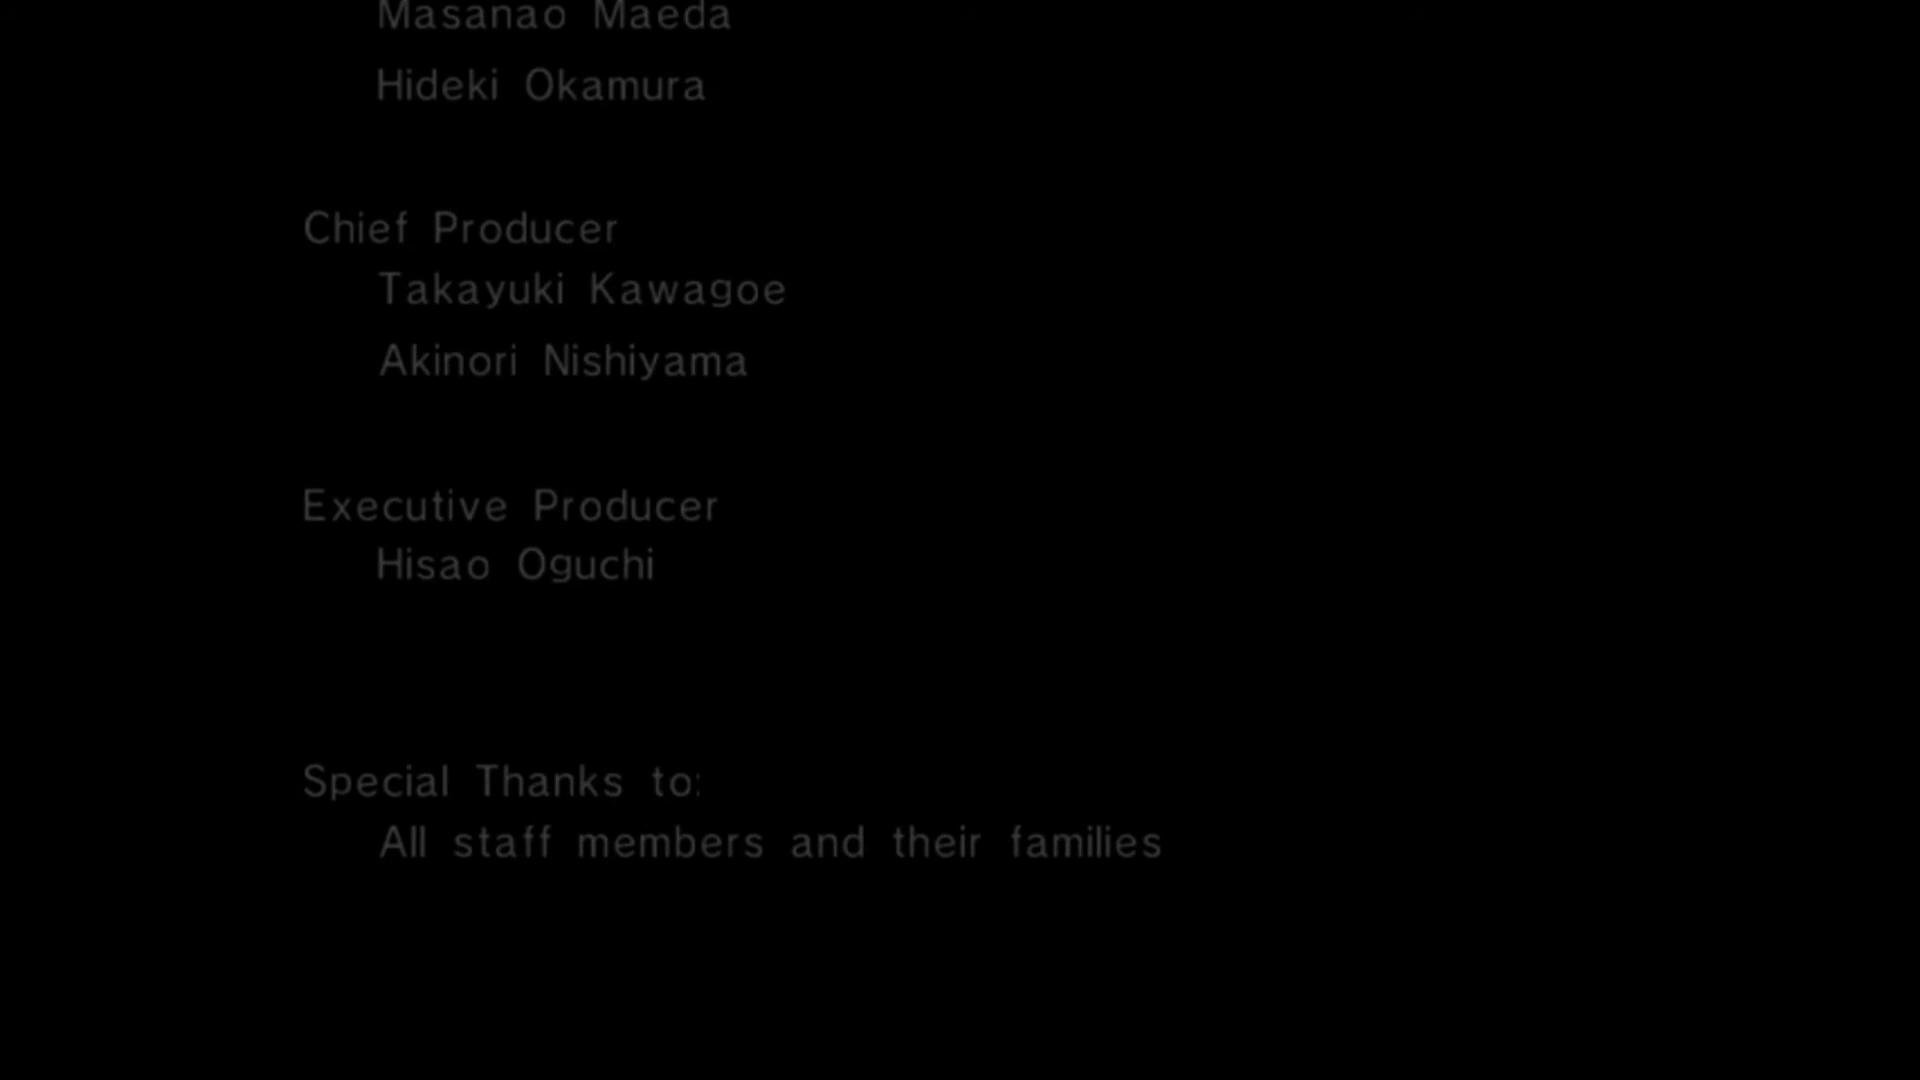 Masanao Maeda
Hideki Okamura
Chief Producer
Takayuki Kawagoe
Akinori Nishiyama
Executive Producer
Hisao Oguchi
Special Thanks to:
All staff members and their families